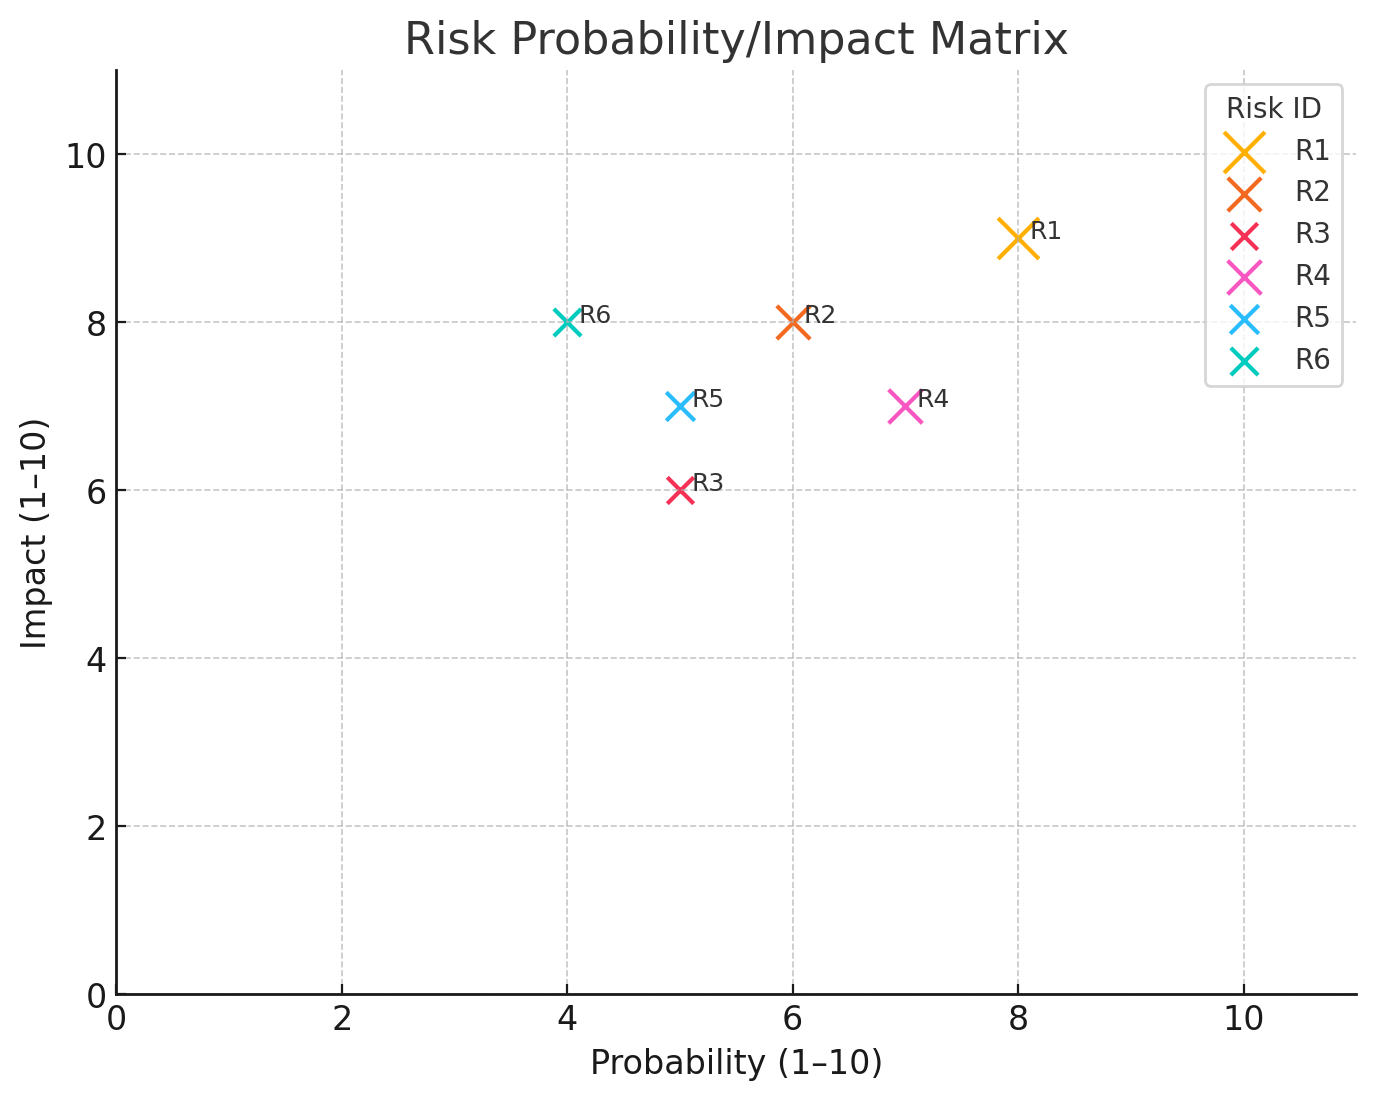 Risk Probability/Impact Matrix
Risk ID
R1
R2
R3
R4
R5
R6
10
8
6
4
2
0
R1
R6
R2
R5
R4
R3
0
2
4
6
8
10
Impact (1–10)
Probability (1–10)